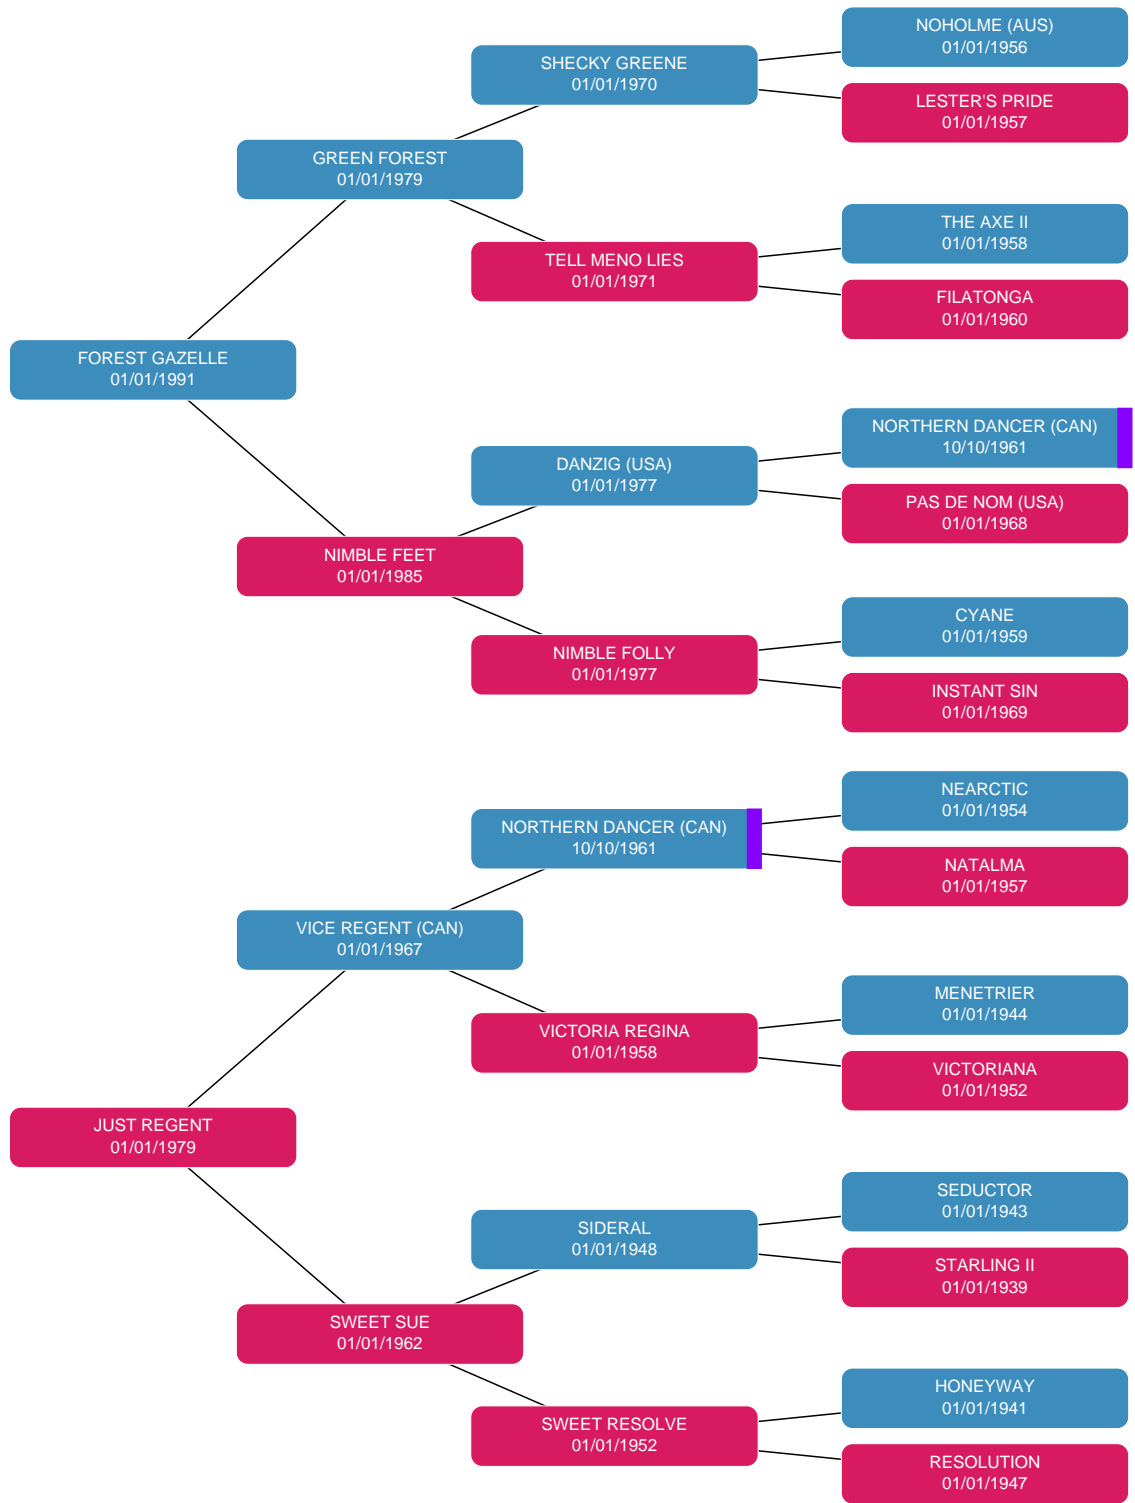 NOHOLME (AUS)
01/01/1956
SHECKY GREENE
01/01/1970
LESTER'S PRIDE
01/01/1957
GREEN FOREST
01/01/1979
THE AXE II
01/01/1958
TELL MENO LIES
01/01/1971
FILATONGA
01/01/1960
FOREST GAZELLE
01/01/1991
NORTHERN DANCER (CAN)
10/10/1961
DANZIG (USA)
01/01/1977
PAS DE NOM (USA)
01/01/1968
NIMBLE FEET
01/01/1985
CYANE
01/01/1959
NIMBLE FOLLY
01/01/1977
INSTANT SIN
01/01/1969
NEARCTIC
01/01/1954
NORTHERN DANCER (CAN)
10/10/1961
NATALMA
01/01/1957
VICE REGENT (CAN)
01/01/1967
MENETRIER
01/01/1944
VICTORIA REGINA
01/01/1958
VICTORIANA
01/01/1952
JUST REGENT
01/01/1979
SEDUCTOR
01/01/1943
SIDERAL
01/01/1948
STARLING II
01/01/1939
SWEET SUE
01/01/1962
HONEYWAY
01/01/1941
SWEET RESOLVE
01/01/1952
RESOLUTION
01/01/1947